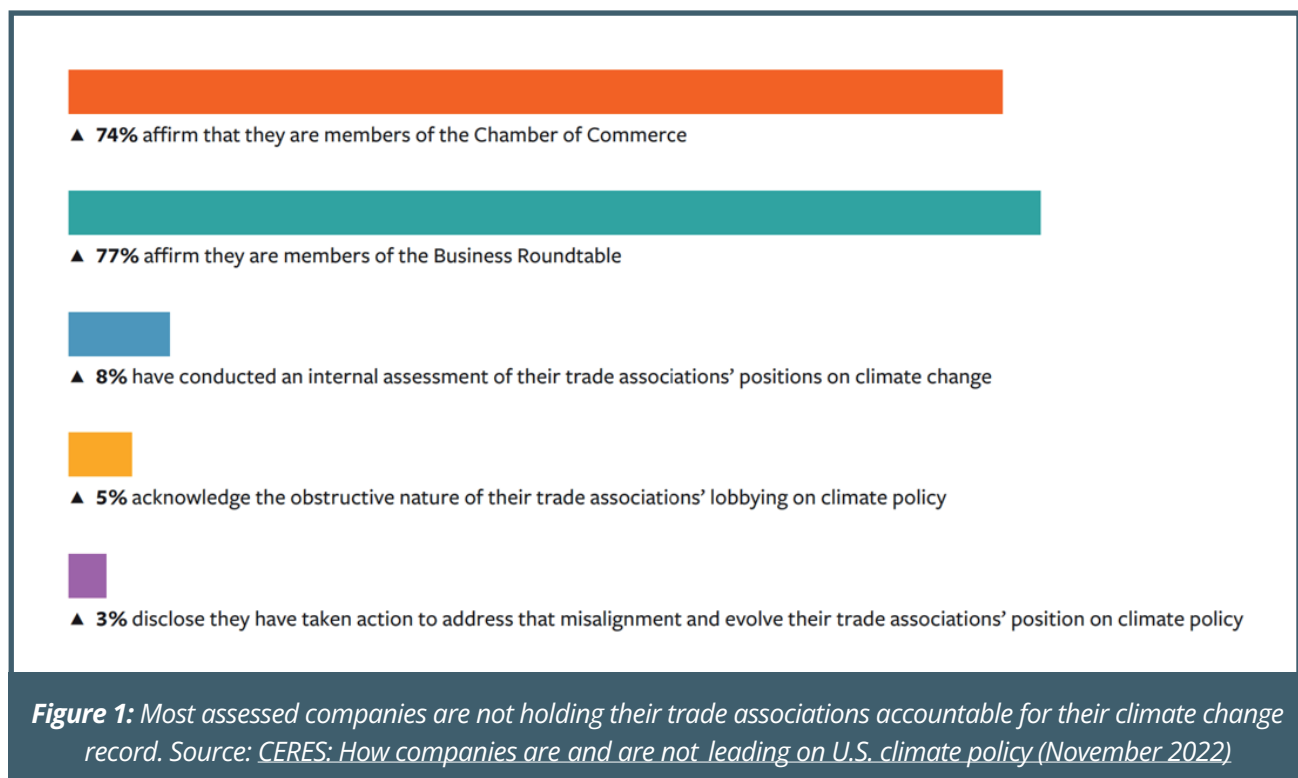 ▲ 74% affirm that they are members of the Chamber of Commerce
▲ 77% affirm they are members of the Business Roundtable
▲ 8% have conducted an internal assessment of their trade associations’ positions on climate change
▲ 5% acknowledge the obstructive nature of their trade associations’ lobbying on climate policy
▲ 3% disclose they have taken action to address that misalignment and evolve their trade associations’ position on climate policy
Figure 1: Most assessed companies are not holding their trade associations accountable for their climate change
record. Source: CERES: How companies are and are not leading on U.S. climate policy (November 2022)